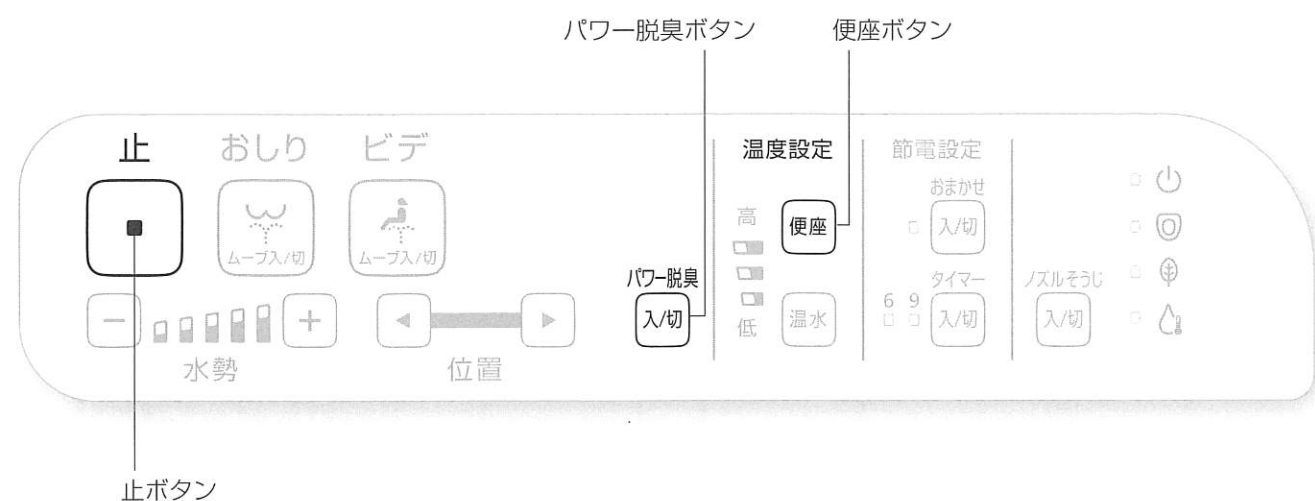 パワー脱臭ボタン
便座ボタン
止
おしり
ビデ
温度設定
節電設定
おまかせ
高
便座
入/切
ムーブ入/切
ムーブ入/切
パワー脱臭
タイマー
ノズルそうじ
6 9
−
+
入/切
低
温水
入/切
入/切
水勢
位置
止ボタン